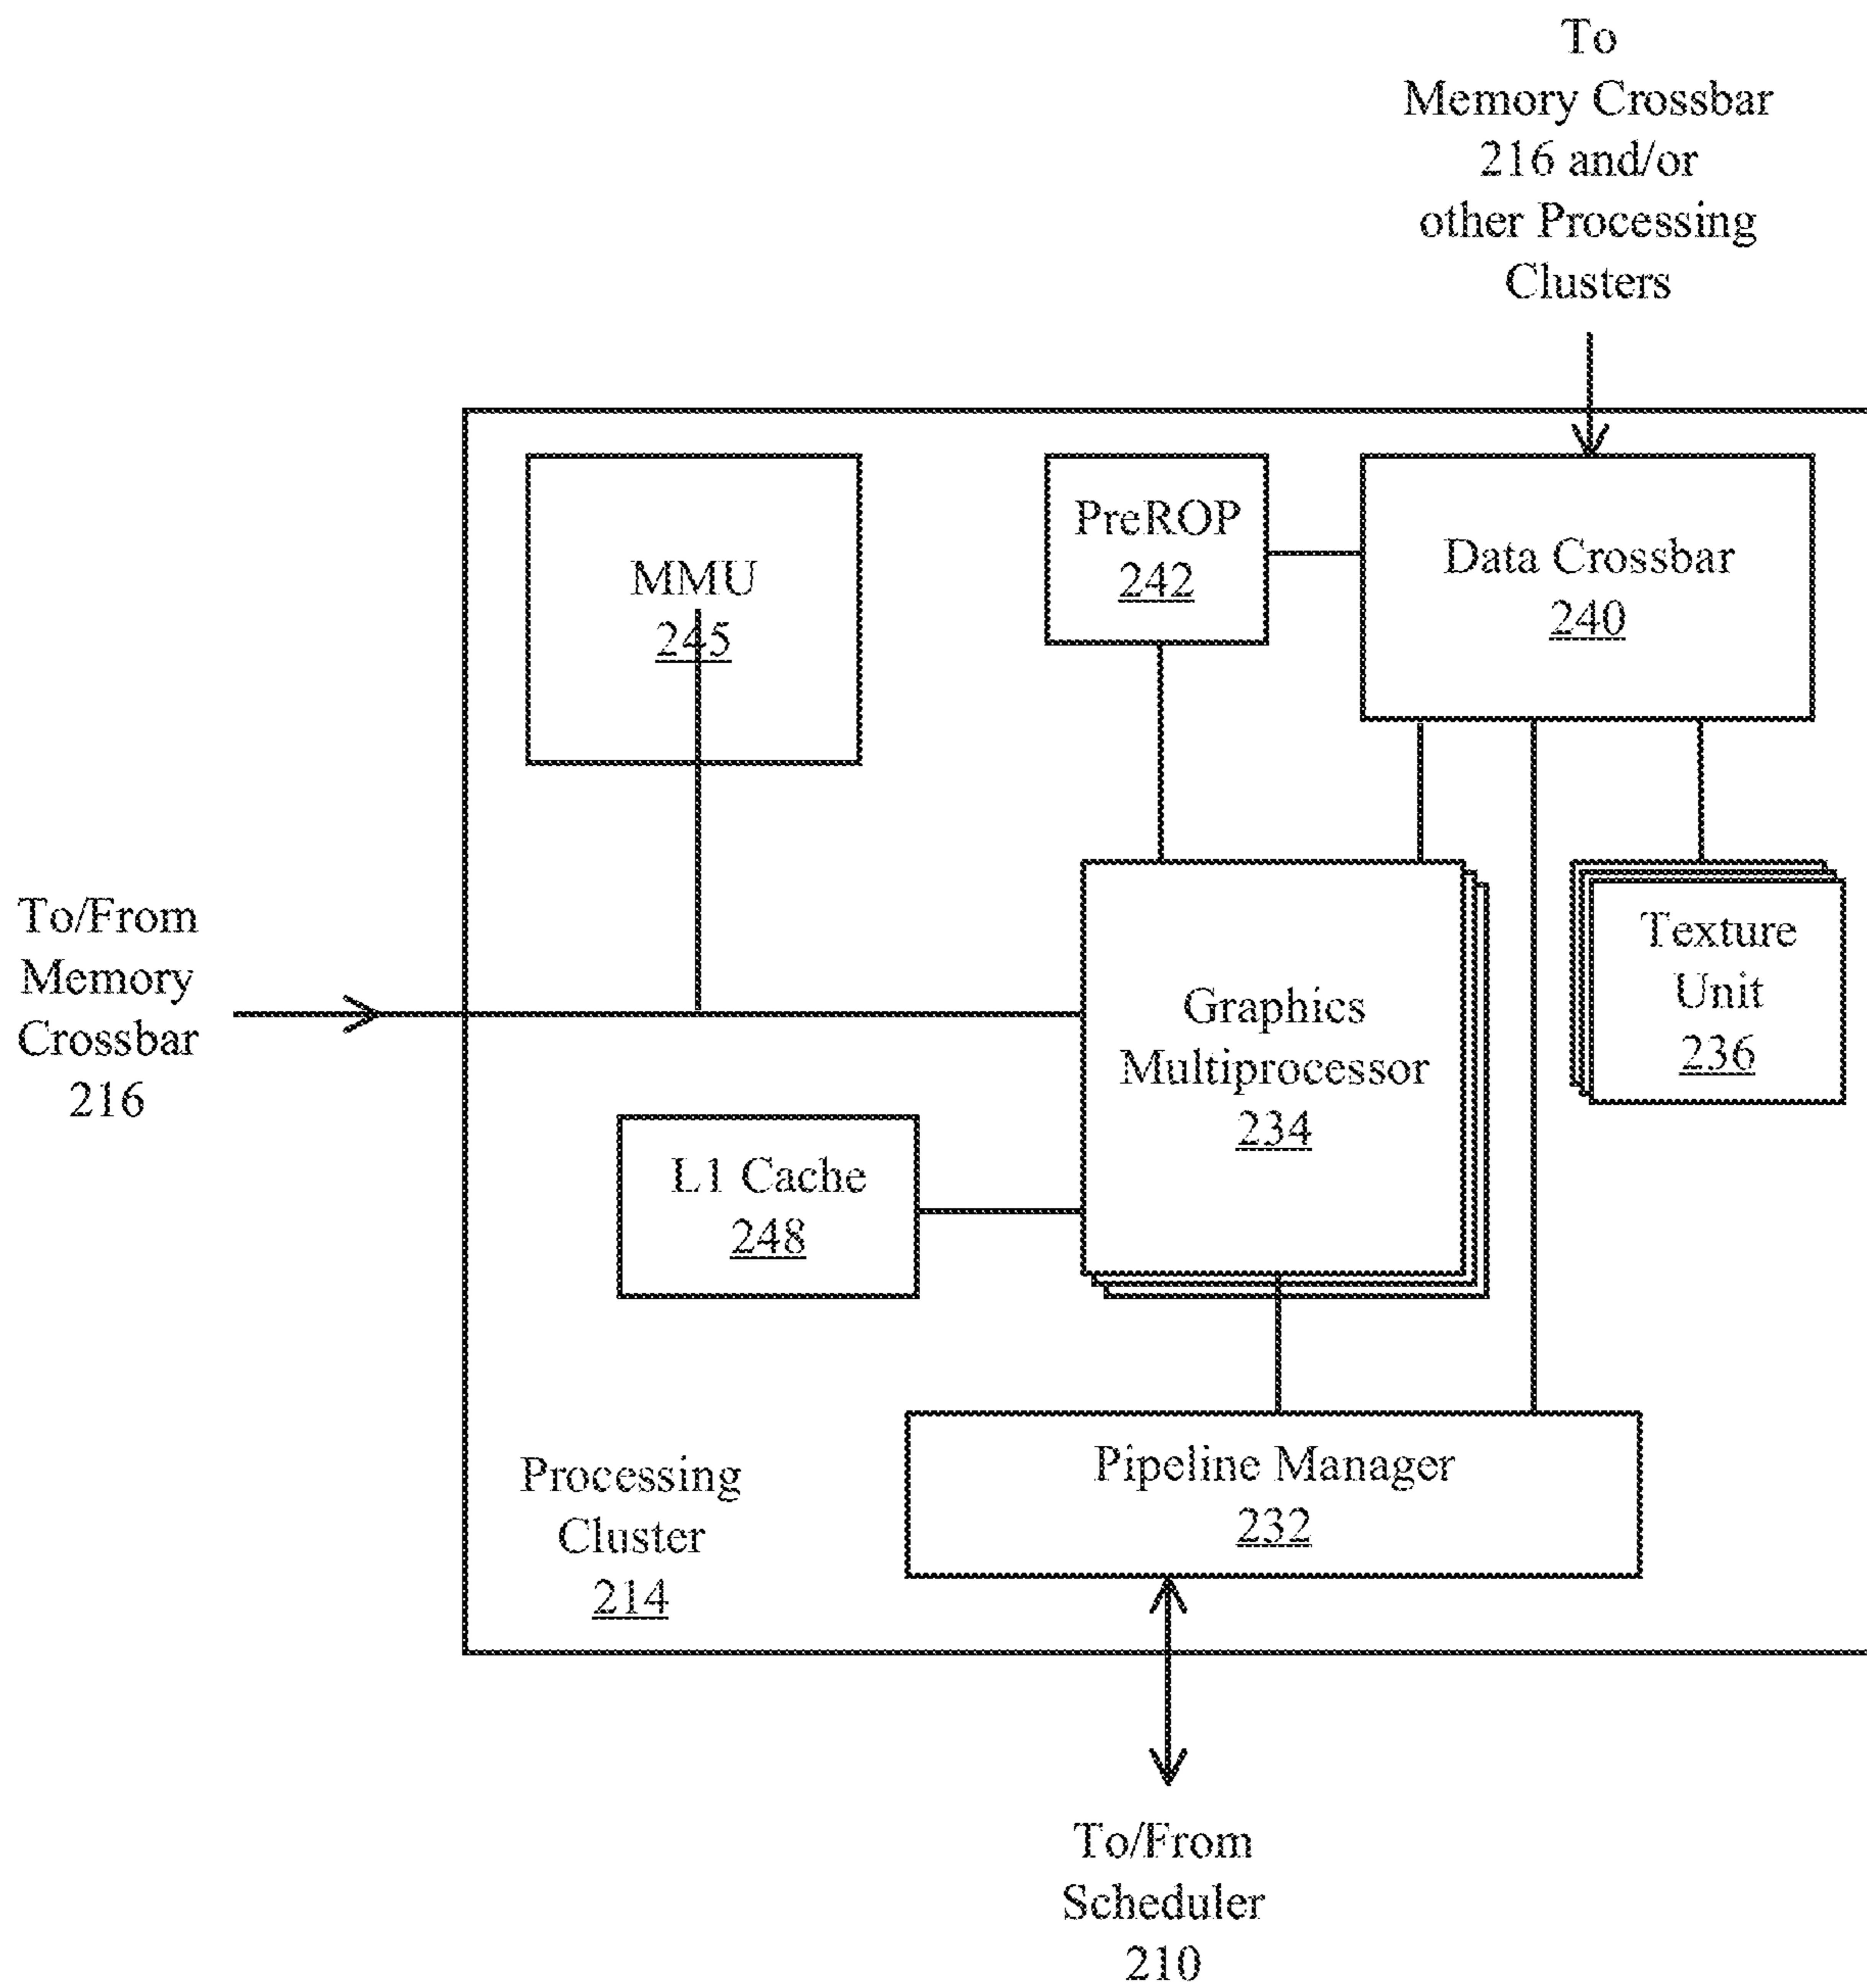 To
Memory Crossbar
216 and/or
other Processing
Clusters
MMU
245
PreROP
242
Data Crossbar
240
To/From
Memory
Crossbar
216
Graphics
Multiprocessor
234
Texture
Unit
236
L1 Cache
248
Processing
Cluster
214
Pipeline Manager
232
To/From
Scheduler
210